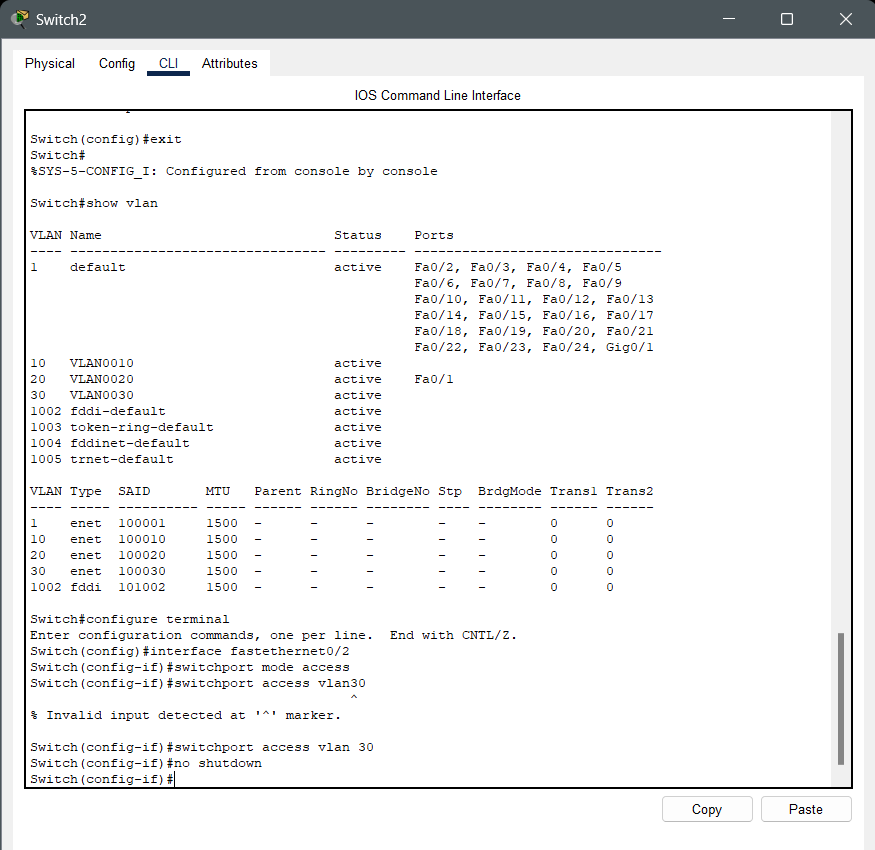 Switch2
Physical Config CLI Attributes
IOS Command Line Interface
Switch(config)#exit
Switch#
%SYS-5-CONFIG_I: Configured from console by console
Switch#show vlan
VLAN Name                             Status    Ports
---- -------------------------------- --------- -------------------------------
1    default                          active    Fa0/2, Fa0/3, Fa0/4, Fa0/5
                                                Fa0/6, Fa0/7, Fa0/8, Fa0/9
                                                Fa0/10, Fa0/11, Fa0/12, Fa0/13
                                                Fa0/14, Fa0/15, Fa0/16, Fa0/17
                                                Fa0/18, Fa0/19, Fa0/20, Fa0/21
                                                Fa0/22, Fa0/23, Fa0/24, Gig0/1
10   VLAN0010                         active
20   VLAN0020                         active    Fa0/1
30   VLAN0030                         active
1002 fddi-default                     active
1003 token-ring-default               active
1004 fddinet-default                  active
1005 trnet-default                    active
VLAN Type  SAID       MTU   Parent RingNo BridgeNo Stp  BrdgMode Trans1 Trans2
---- ----- ---------- ----- ------ ------ -------- ---- -------- ------ ------
1    enet  100001     1500  -      -      -        -    -        0      0
10   enet  100010     1500  -      -      -        -    -        0      0
20   enet  100020     1500  -      -      -        -    -        0      0
30   enet  100030     1500  -      -      -        -    -        0      0
1002 fddi  101002     1500  -      -      -        -    -        0      0
Switch#configure terminal
Enter configuration commands, one per line.  End with CNTL/Z.
Switch(config)#interface fastethernet0/2
Switch(config-if)#switchport mode access
Switch(config-if)#switchport access vlan30
                                        ^
% Invalid input detected at '^' marker.
Switch(config-if)#switchport access vlan 30
Switch(config-if)#no shutdown
Switch(config-if)#
Copy Paste